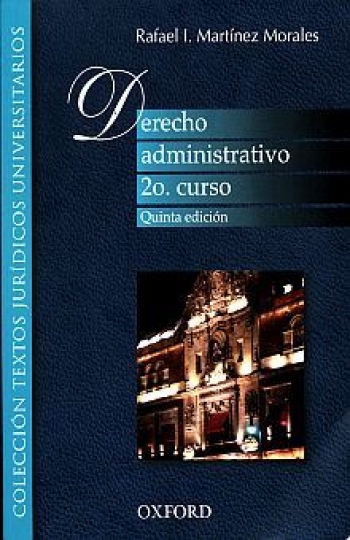 Rafael I. Martínez Morales
Derecho
administrativo
2o. curso
Quinta edición
COLECCIÓN TEXTOS JURÍDICOS UNIVERSITARIOS
OXFORD